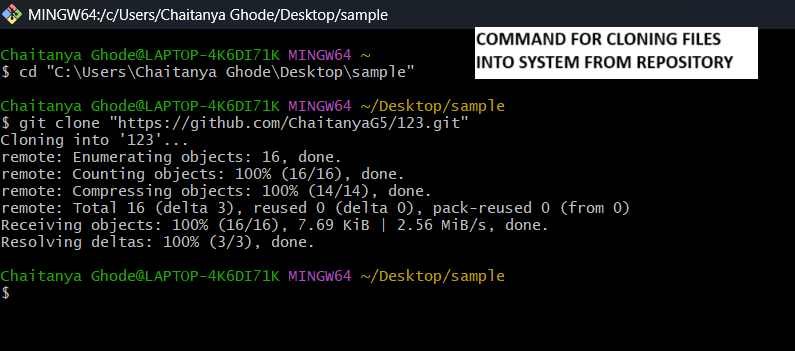 MINGW64:/c/Users/Chaitanya Ghode/Desktop/sample
COMMAND FOR CLONING FILES
INTO SYSTEM FROM REPOSITORY
Chaitanya Ghode@LAPTOP-4K6DI71K MINGW64 ~
$ cd "C:\Users\Chaitanya Ghode\Desktop\sample"
Chaitanya Ghode@LAPTOP-4K6DI71K MINGW64 ~/Desktop/sample
$ git clone "https://github.com/ChaitanyaG5/123.git"
Cloning into '123'...
remote: Enumerating objects: 16, done.
remote: Counting objects: 100% (16/16), done.
remote: Compressing objects: 100% (14/14), done.
remote: Total 16 (delta 3), reused 0 (delta 0), pack-reused 0 (from 0)
Receiving objects: 100% (16/16), 7.69 KiB | 2.56 MiB/s, done.
Resolving deltas: 100% (3/3), done.
Chaitanya Ghode@LAPTOP-4K6DI71K MINGW64 ~/Desktop/sample
$